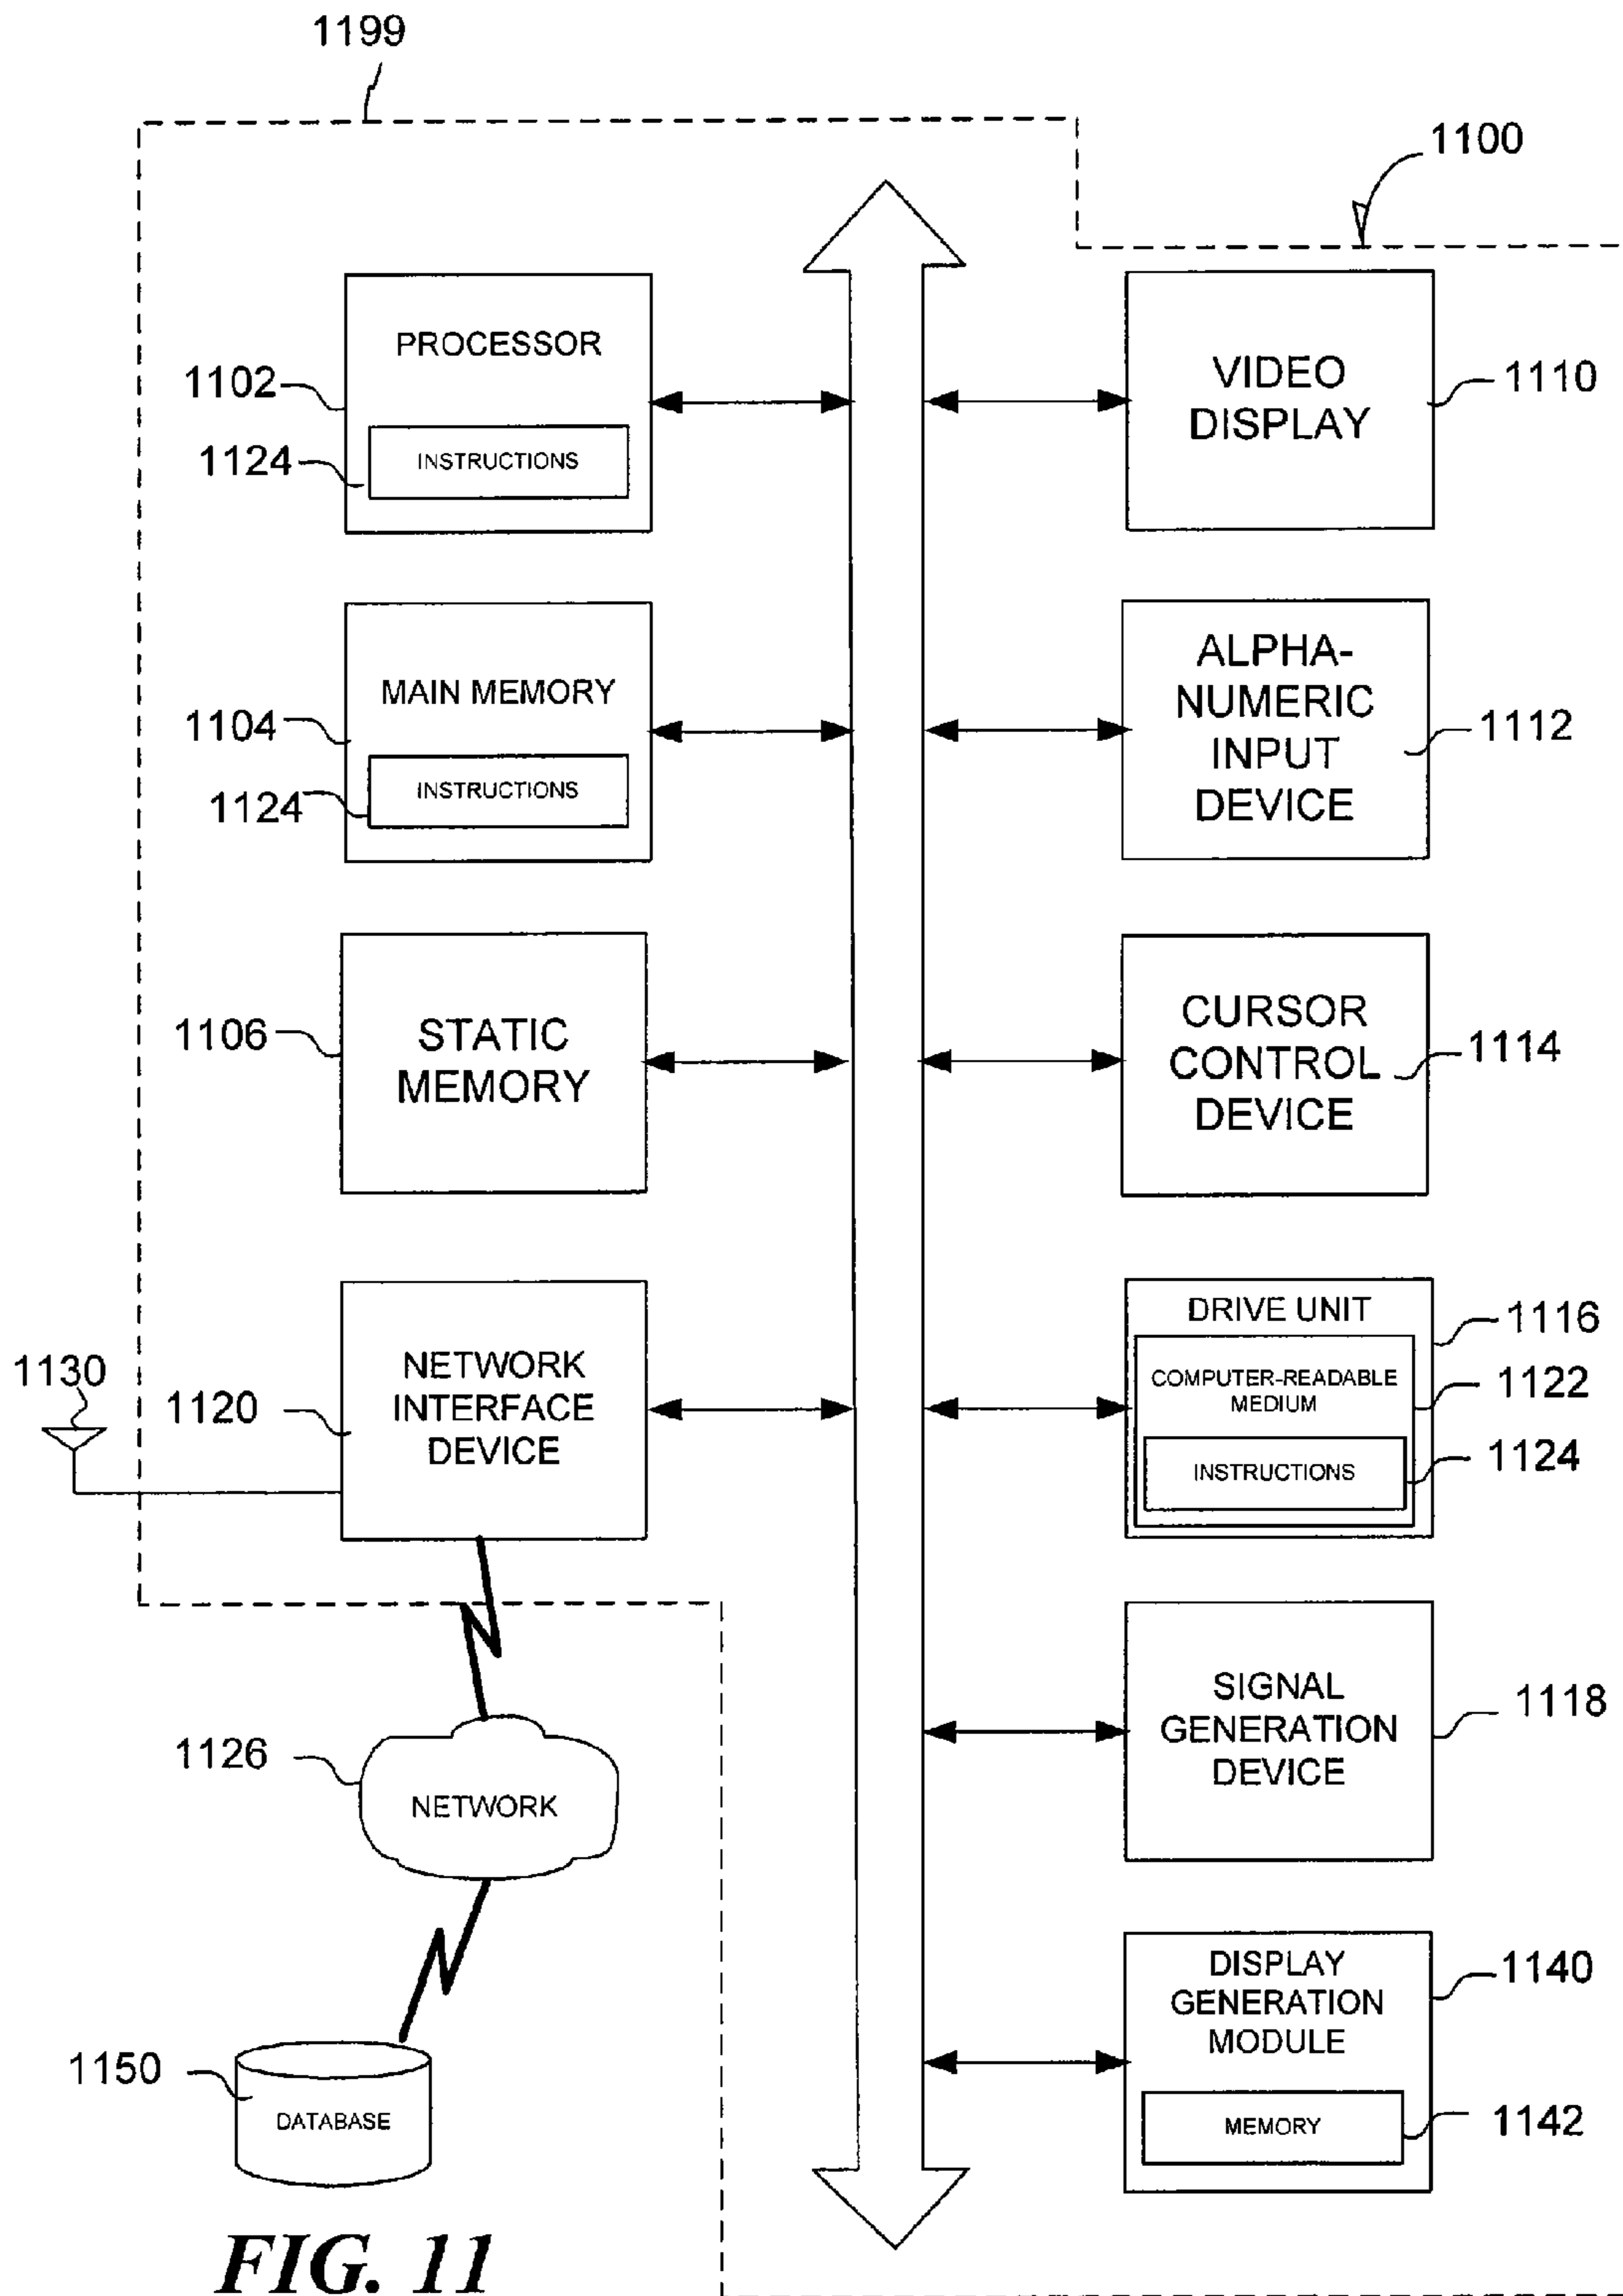 1199
1100
PROCESSOR
1102
1124
INSTRUCTIONS
VIDEO
DISPLAY
1110
MAIN MEMORY
1104
1124
INSTRUCTIONS
ALPHA-
NUMERIC
INPUT
DEVICE
1112
1106
STATIC
MEMORY
CURSOR
CONTROL
DEVICE
1114
1130
1120
NETWORK
INTERFACE
DEVICE
DRIVE UNIT
1116
COMPUTER-READABLE
MEDIUM
1122
INSTRUCTIONS
1124
SIGNAL
GENERATION
DEVICE
1118
1126
NETWORK
DISPLAY
GENERATION
MODULE
1140
MEMORY
1142
1150
DATABASE
FIG. 11